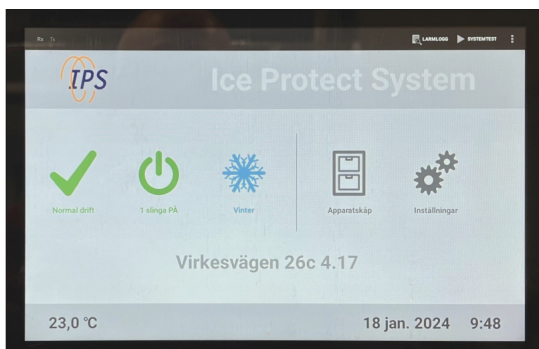 Rx Tx
LARMLOGG SYSTEMTEST
IPS
Ice Protect System
Normal drift
1 slinga PÅ
Vinter
Apparatskåp
Inställningar
Virkesvägen 26c 4.17
23,0 °C
18 jan. 2024 9:48